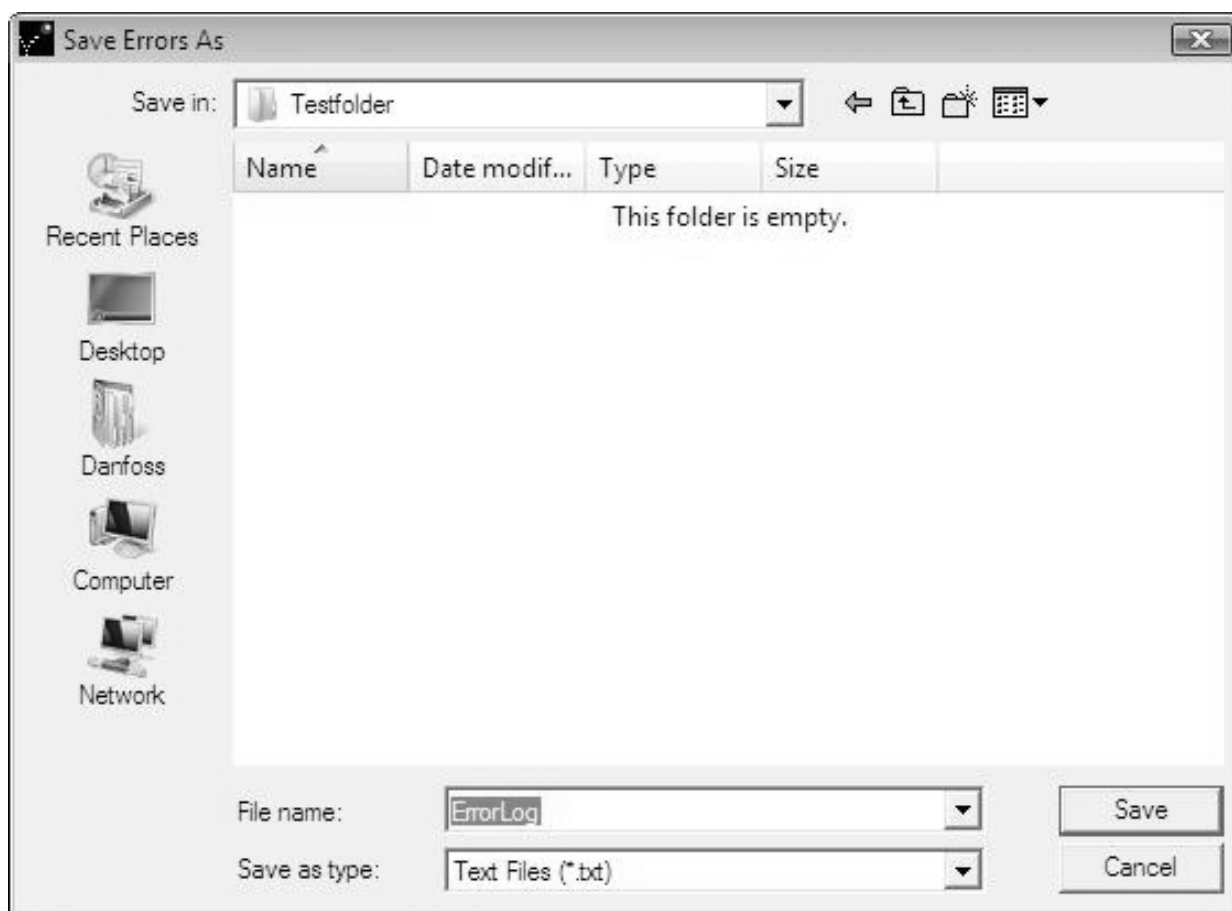 Save Errors As
Save in: Testfolder
Name Date modif... Type Size
This folder is empty.
Recent Places
Desktop
Danfoss
Computer
Network
File name: ErrorLog Save
Save as type: Text Files (*.txt) Cancel